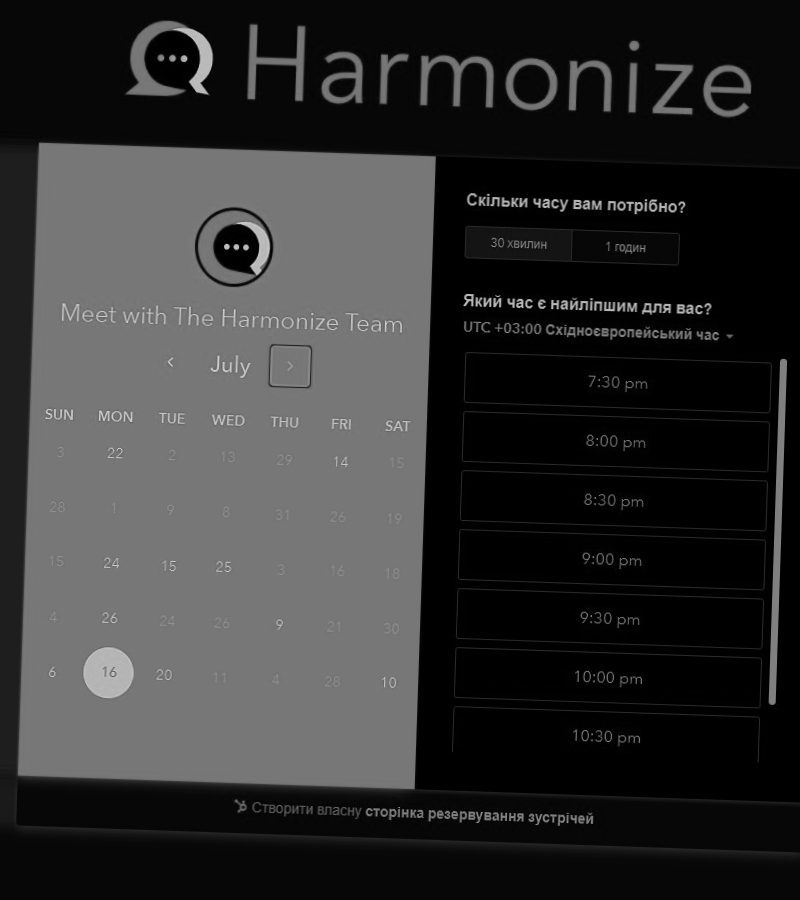 Harmonize
Meet with The Harmonize Team
July
SUN MON TUE WED THU FRI SAT
3 22 2 13 29 14 15
28 1 9 8 31 26 19
15 24 15 25 3 16 18
4 26 24 26 9 21 30
6 16 20 11 4 28 10
Скільки часу вам потрібно?
30 хвилин 1 годин
Який час є найліпшим для вас?
UTC +03:00 Східноєвропейський час
7:30 pm
8:00 pm
8:30 pm
9:00 pm
9:30 pm
10:00 pm
10:30 pm
Створити власну сторінка резервування зустрічей